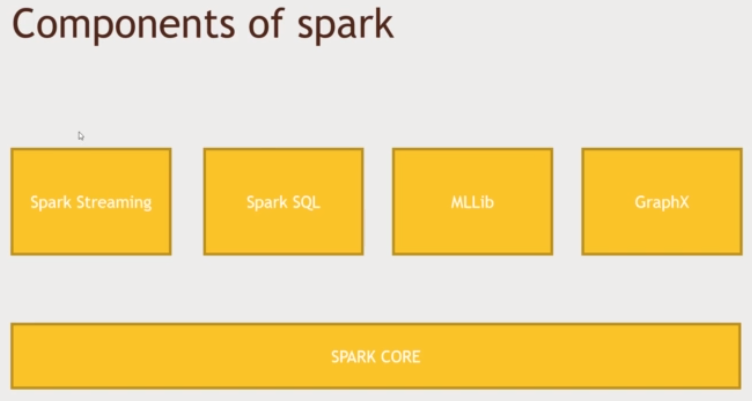 Components of spark
Spark Streaming
Spark SQL
MLLib
GraphX
SPARK CORE